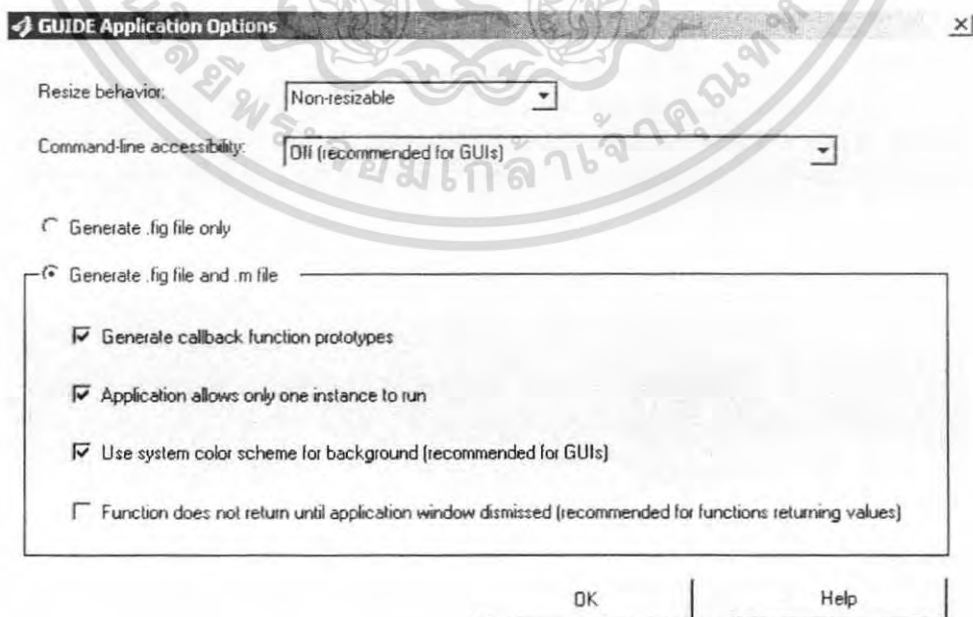 GUIDE Application Options
Resize behavior: Non-resizable
Command-line accessibility: Off (recommended for GUIs)
Generate .fig file only
Generate .fig file and .m file
Generate callback function prototypes
Application allows only one instance to run
Use system color scheme for background (recommended for GUIs)
Function does not return until application window dismissed (recommended for functions returning values)
OK Help